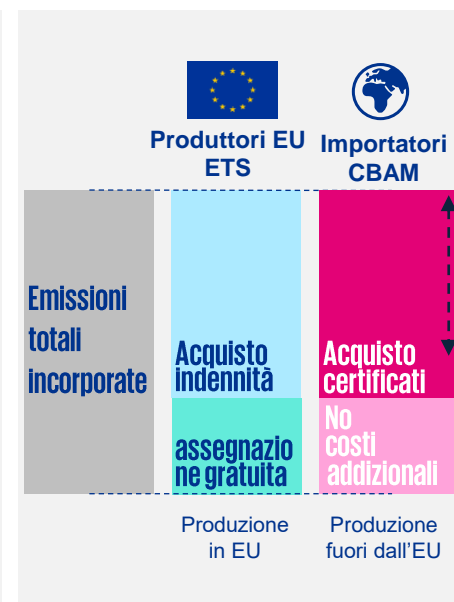 Produttori EU
ETS
Importatori
CBAM
Emissioni
totali
incorporate
Acquisto
indennità
assegnazio
ne gratuita
Acquisto
certificati
No
costi
addizionali
Produzione
in EU
Produzione
fuori dall'EU